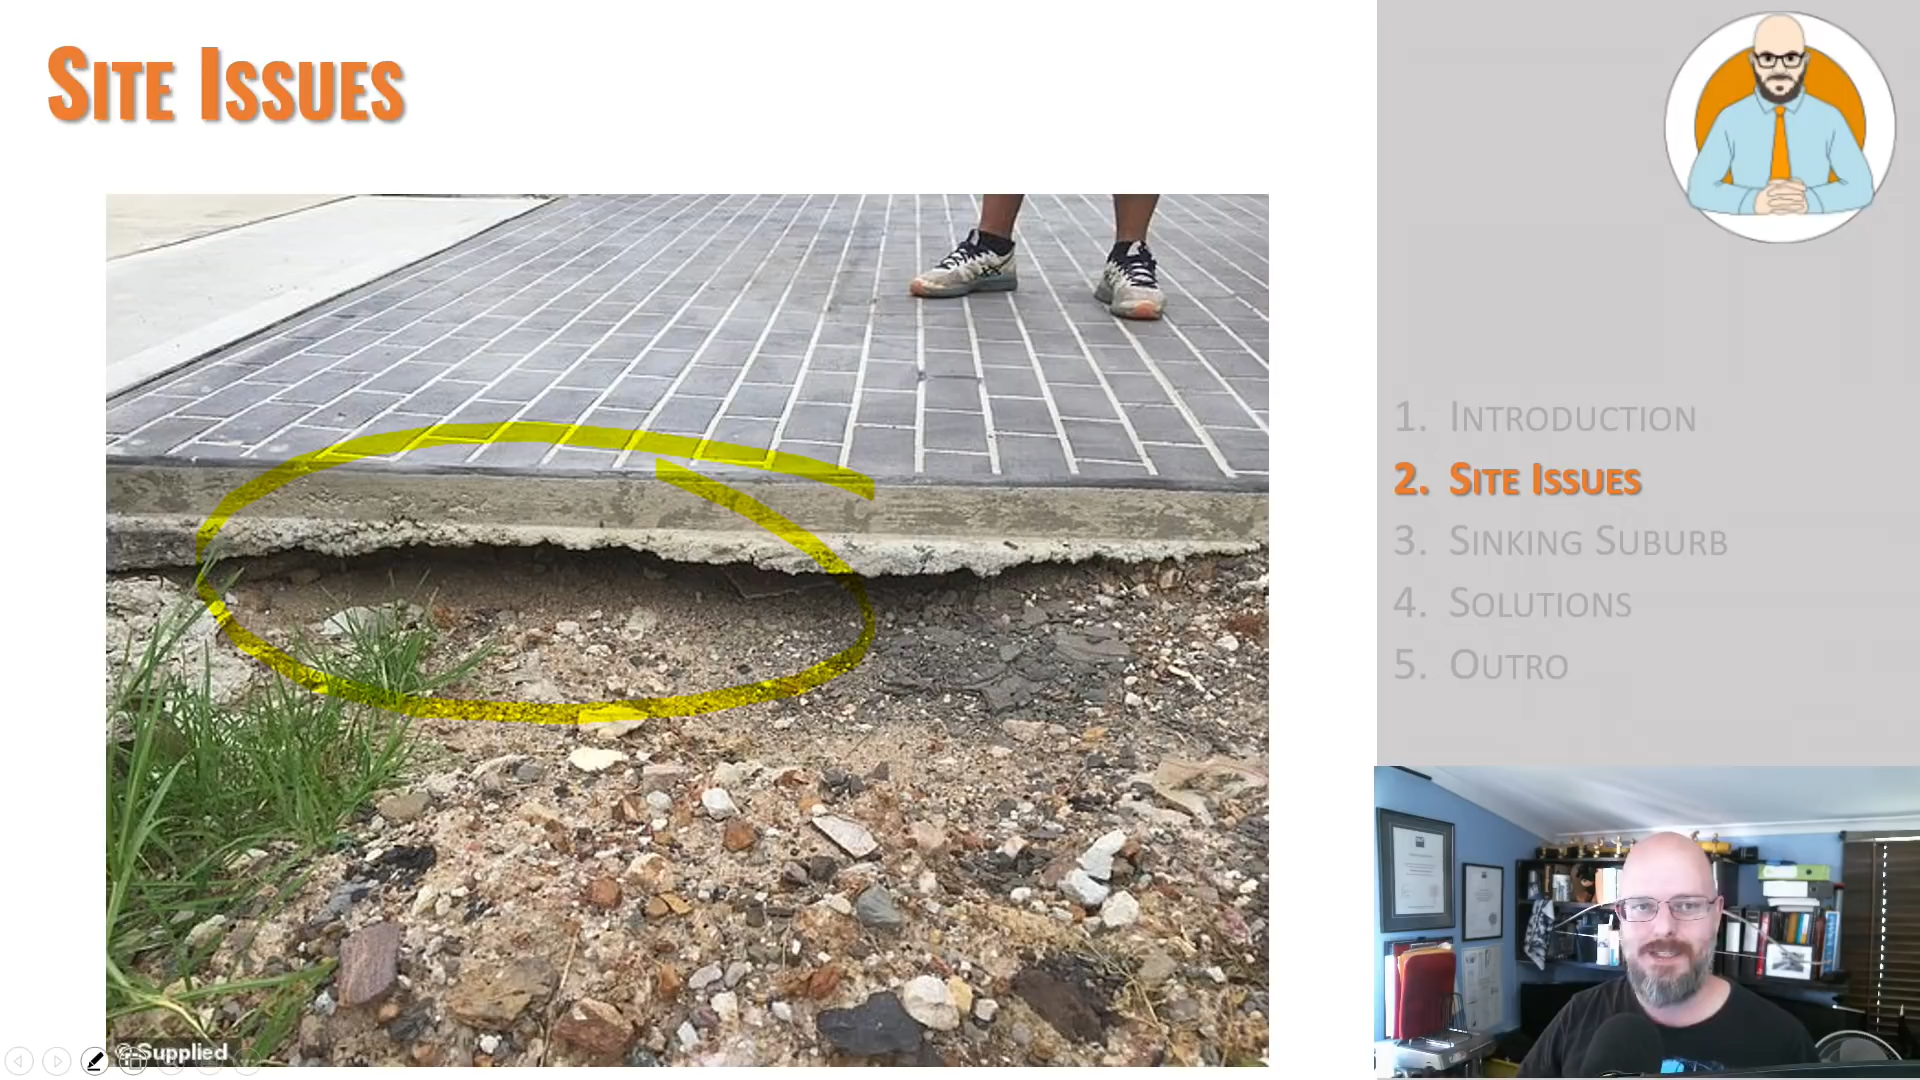 Site Issues
1. Introduction
2. Site Issues
3. Sinking Suburb
4. Solutions
5. Outro
© Supplied